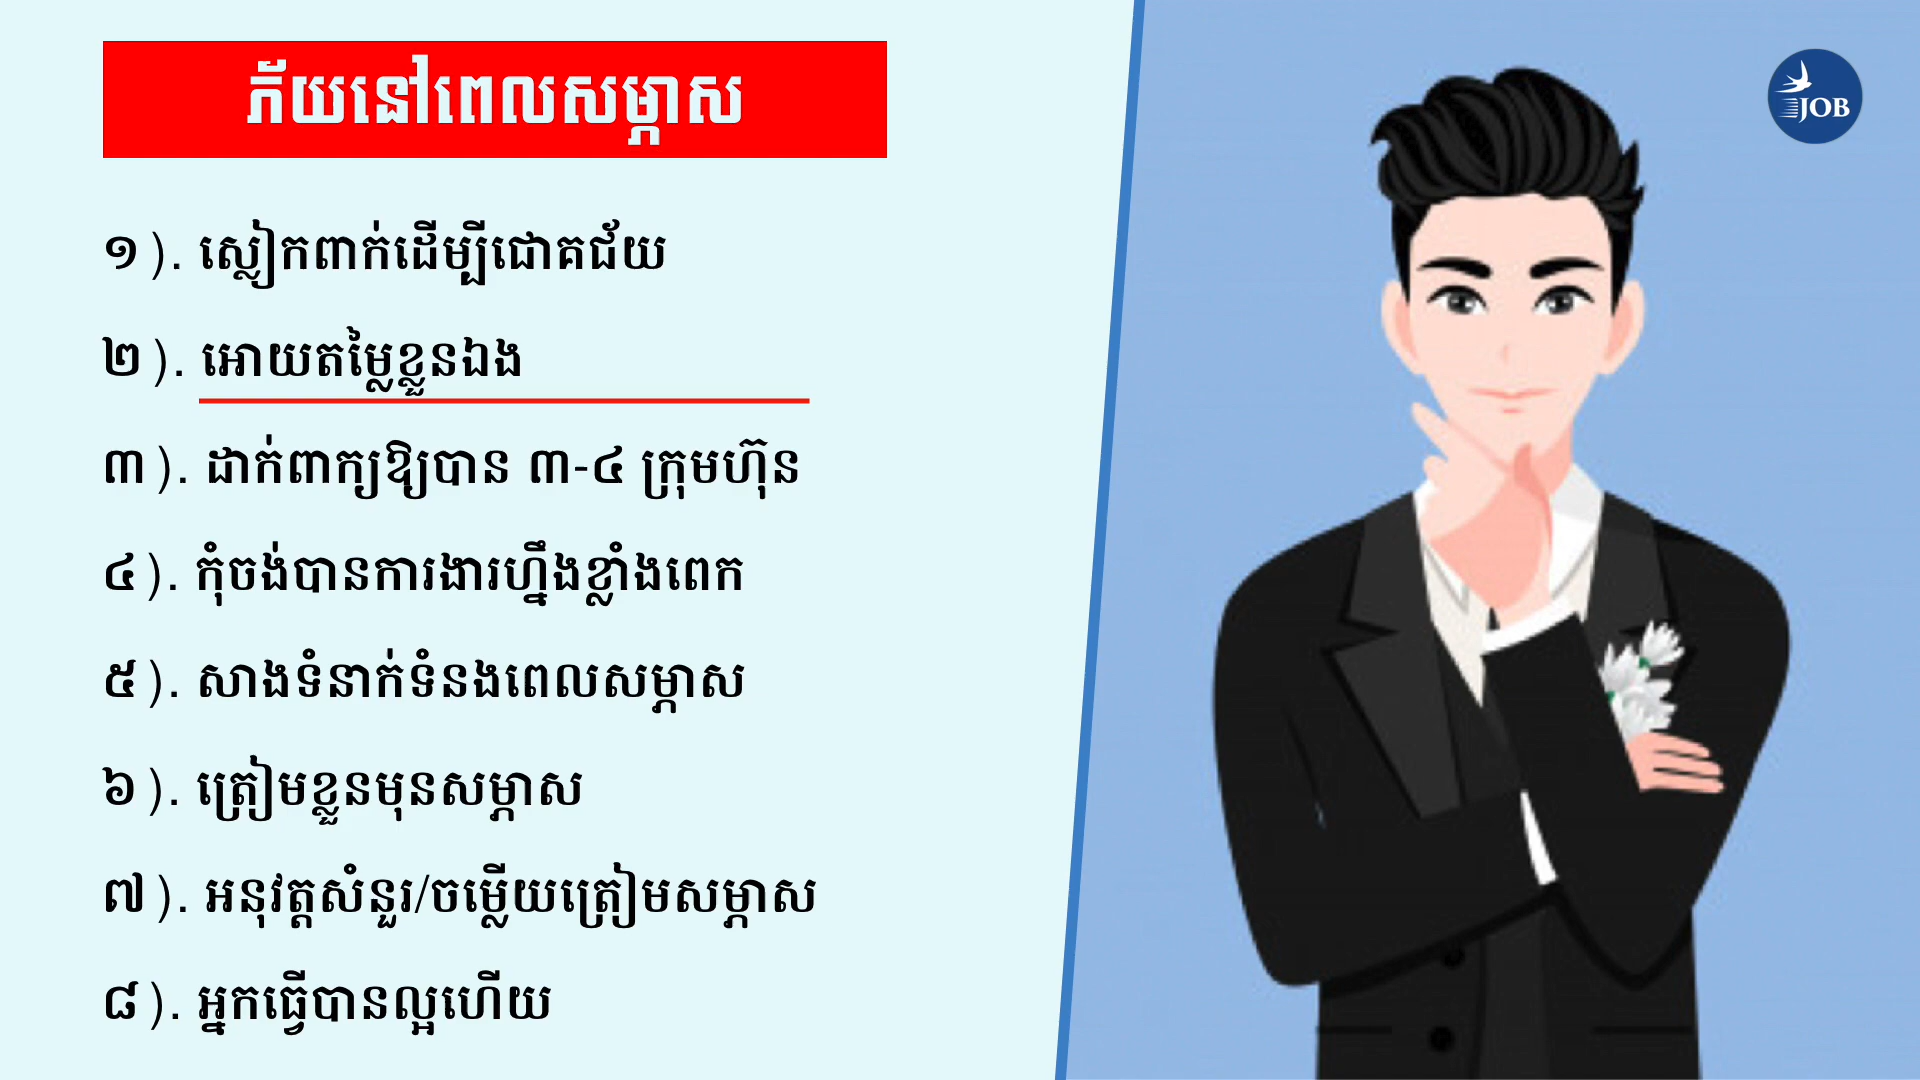 ភ័យនៅពេលសម្ភាស
JOB
១). ស្លៀកពាក់ដើម្បីជោគជ័យ
២). អោយតម្លៃខ្លួនឯង
៣). ដាក់ពាក្យឱ្យបាន ៣-៤ ក្រុមហ៊ុន
៤). កុំចង់បានការងារហ្នឹងខ្លាំងពេក
៥). សាងទំនាក់ទំនងពេលសម្ភាស
៦). ត្រៀមខ្លួនមុនសម្ភាស
៧). អនុវត្តសំនួរ/ចម្លើយត្រៀមសម្ភាស
៨). អ្នកធ្វើបានល្អហើយ